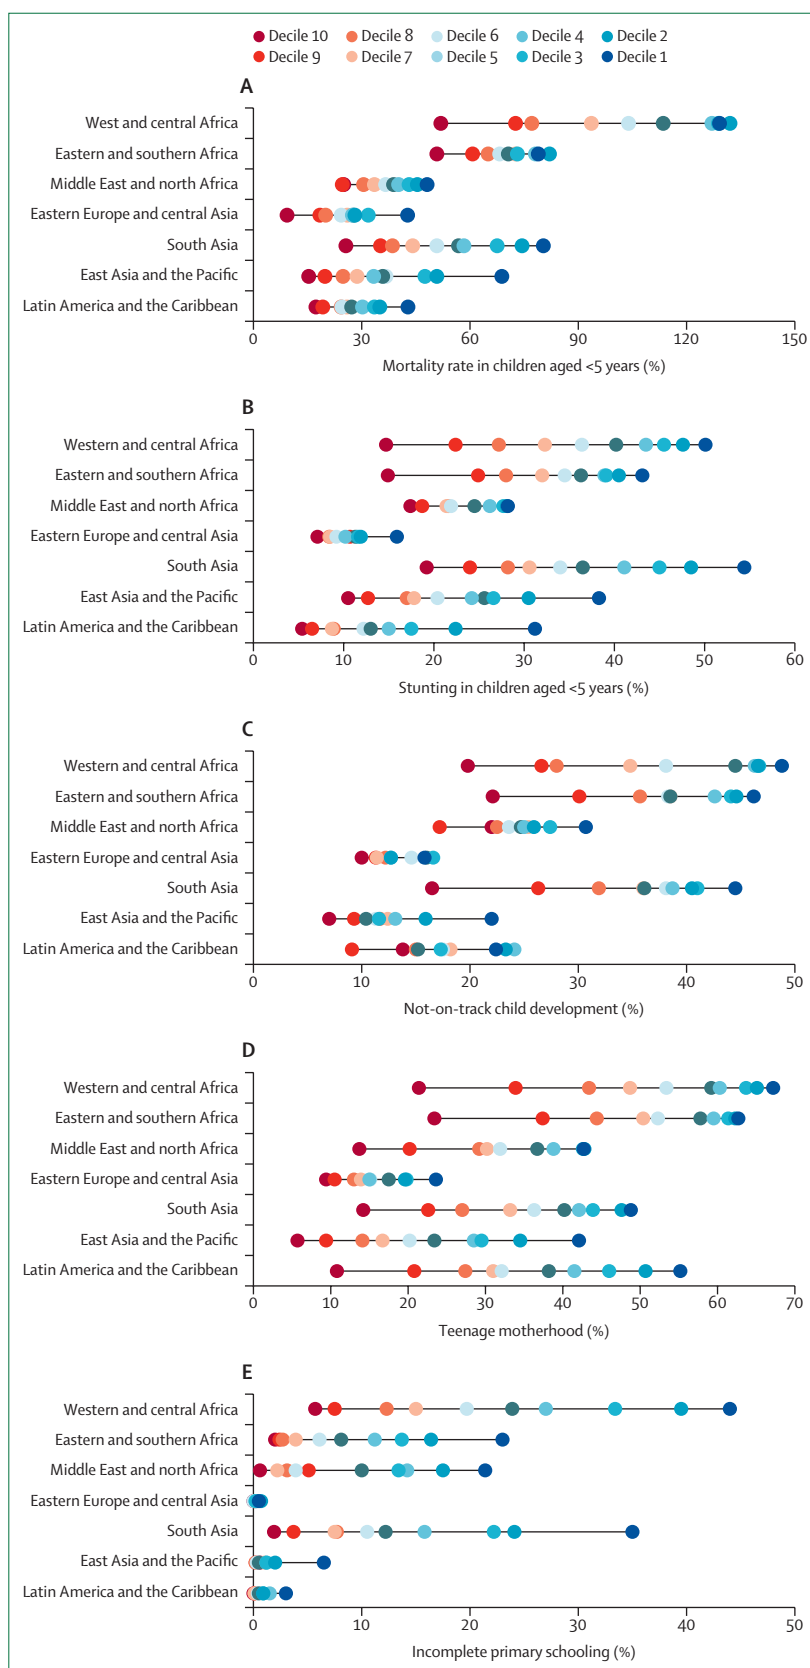 Decile 10 Decile 8 Decile 6 Decile 4 Decile 2
Decile 9 Decile 7 Decile 5 Decile 3 Decile 1
A
West and central Africa
Eastern and southern Africa
Middle East and north Africa
Eastern Europe and central Asia
South Asia
East Asia and the Pacific
Latin America and the Caribbean
0 30 60 90 120 150
Mortality rate in children aged <5 years (%)
B
Western and central Africa
Eastern and southern Africa
Middle East and north Africa
Eastern Europe and central Asia
South Asia
East Asia and the Pacific
Latin America and the Caribbean
0 10 20 30 40 50 60
Stunting in children aged <5 years (%)
C
Western and central Africa
Eastern and southern Africa
Middle East and north Africa
Eastern Europe and central Asia
South Asia
East Asia and the Pacific
Latin America and the Caribbean
0 10 20 30 40 50
Not-on-track child development (%)
D
Western and central Africa
Eastern and southern Africa
Middle East and north Africa
Eastern Europe and central Asia
South Asia
East Asia and the Pacific
Latin America and the Caribbean
0 10 20 30 40 50 60 70
Teenage motherhood (%)
E
Western and central Africa
Eastern and southern Africa
Middle East and north Africa
Eastern Europe and central Asia
South Asia
East Asia and the Pacific
Latin America and the Caribbean
0 10 20 30 40 50
Incomplete primary schooling (%)